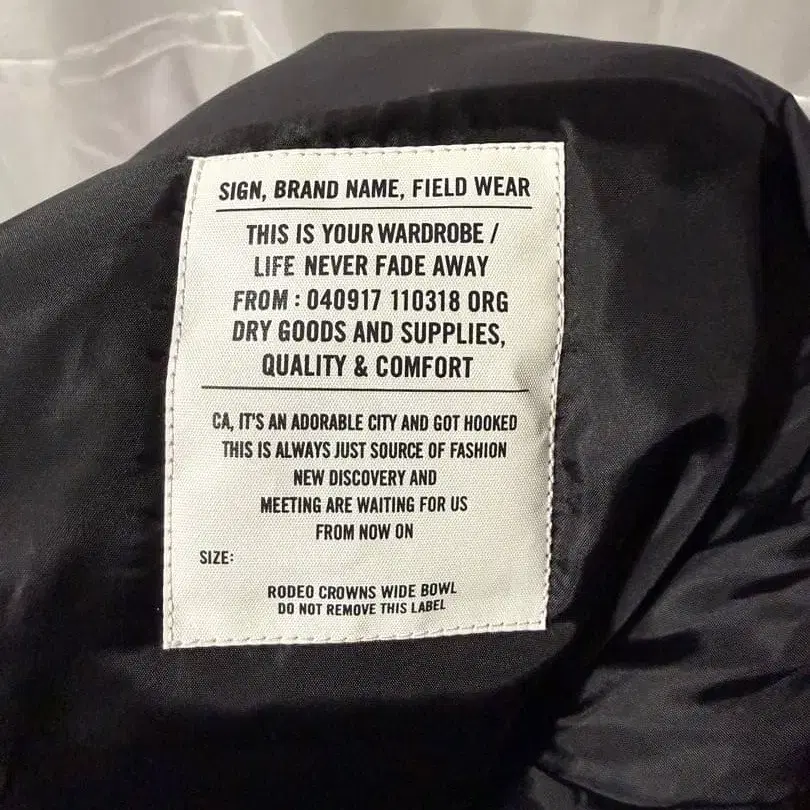 SIGN, BRAND NAME, FIELD WEAR
THIS IS YOUR WARDROBE /
LIFE NEVER FADE AWAY
FROM : 040917 110318 ORG
DRY GOODS AND SUPPLIES,
QUALITY & COMFORT
CA, IT'S AN ADORABLE CITY AND GOT HOOKED
THIS IS ALWAYS JUST SOURCE OF FASHION
NEW DISCOVERY AND
MEETING ARE WAITING FOR US
FROM NOW ON
SIZE:
RODEO CROWNS WIDE BOWL
DO NOT REMOVE THIS LABEL